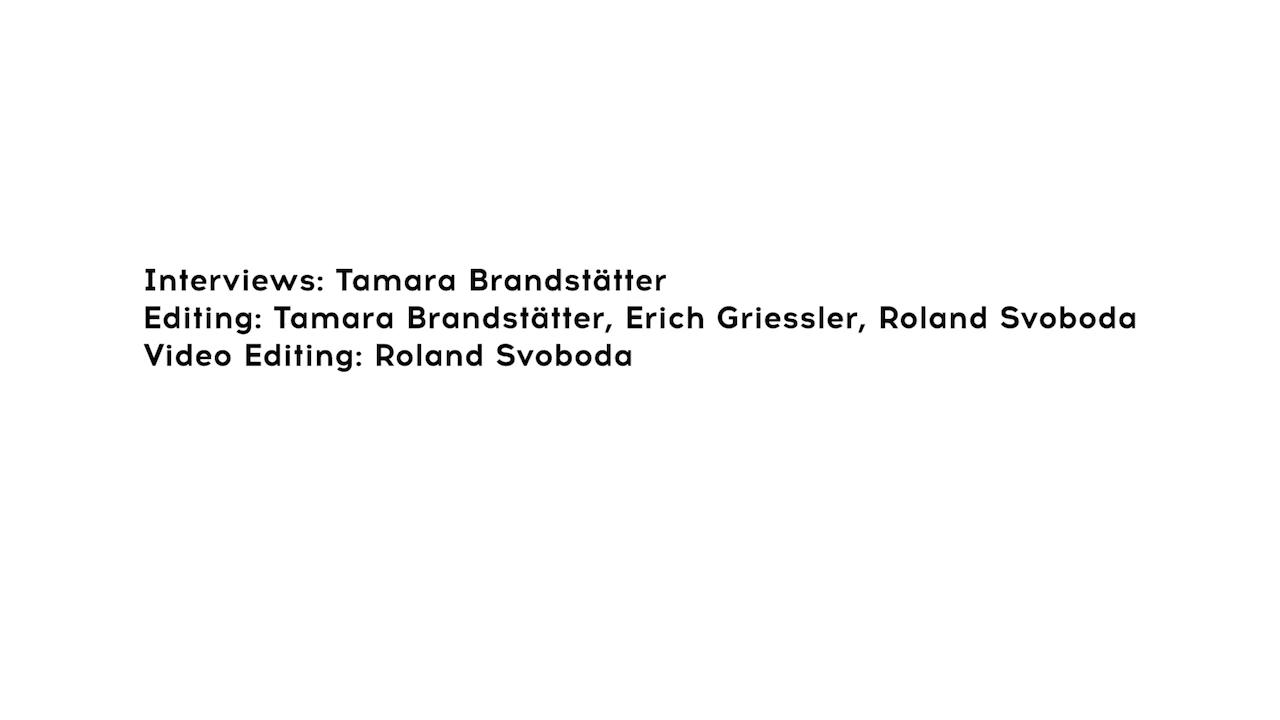 Interviews: Tamara Brandstätter
Editing: Tamara Brandstätter, Erich Griessler, Roland Svoboda
Video Editing: Roland Svoboda